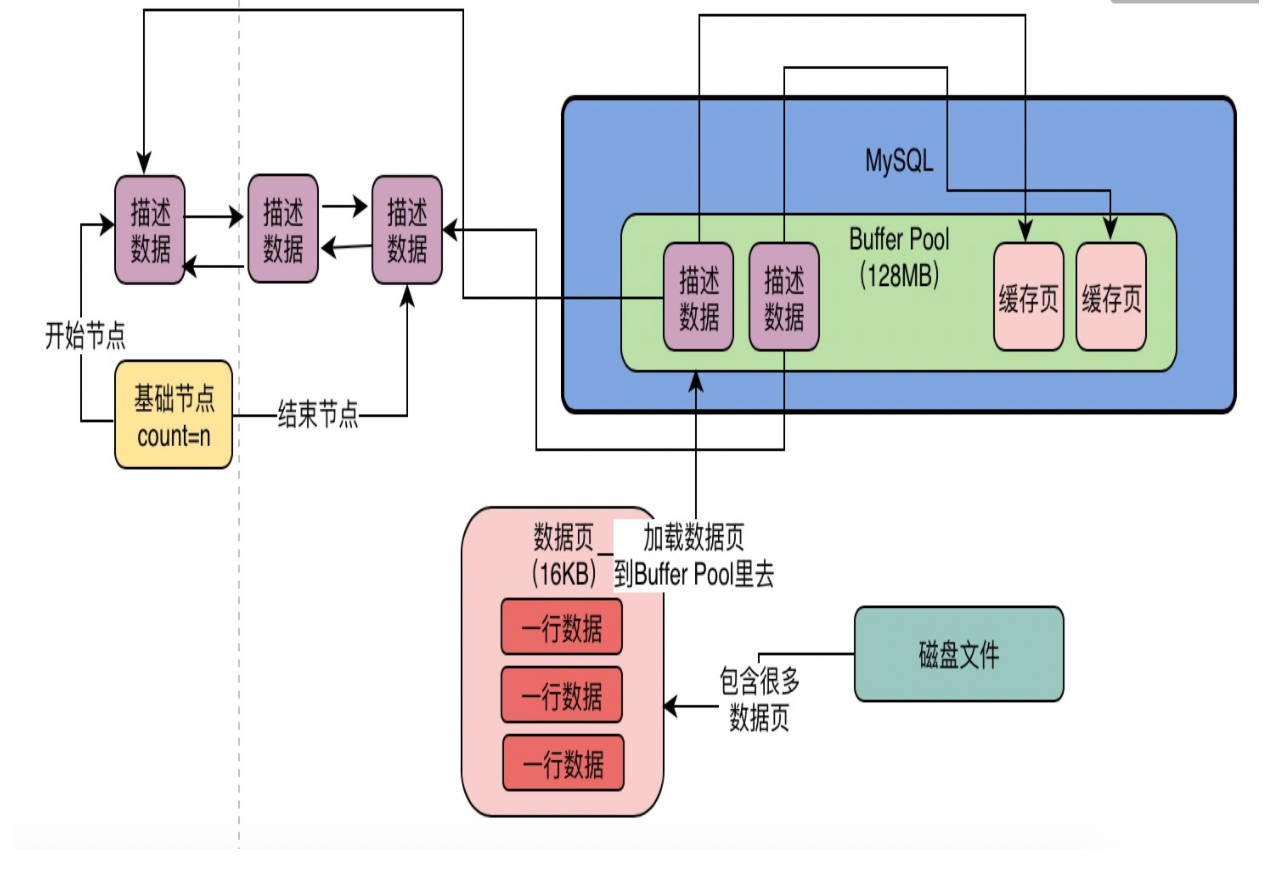 MySQL
描述
数据
描述
数据
描述
数据
Buffer Pool
(128MB)
描述
数据
描述
数据
缓存页
缓存页
开始节点
基础节点
count=n
结束节点
数据页
(16KB)
加载数据页
到Buffer Pool里去
一行数据
一行数据
一行数据
包含很多
数据页
磁盘文件